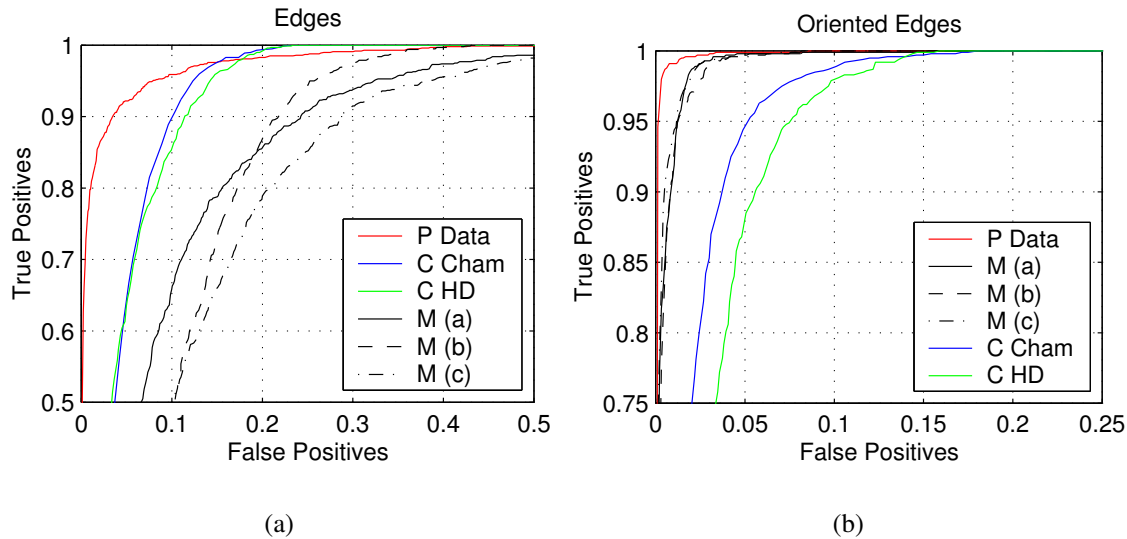 Edges
1
0.9
0.8
0.7
0.6
0.5
True Positives
P Data
C Cham
C HD
M (a)
M (b)
M (c)
0 0.1 0.2 0.3 0.4 0.5
False Positives
(a)
Oriented Edges
1
0.95
0.9
0.85
0.8
0.75
True Positives
P Data
M (a)
M (b)
M (c)
C Cham
C HD
0 0.05 0.1 0.15 0.2 0.25
False Positives
(b)